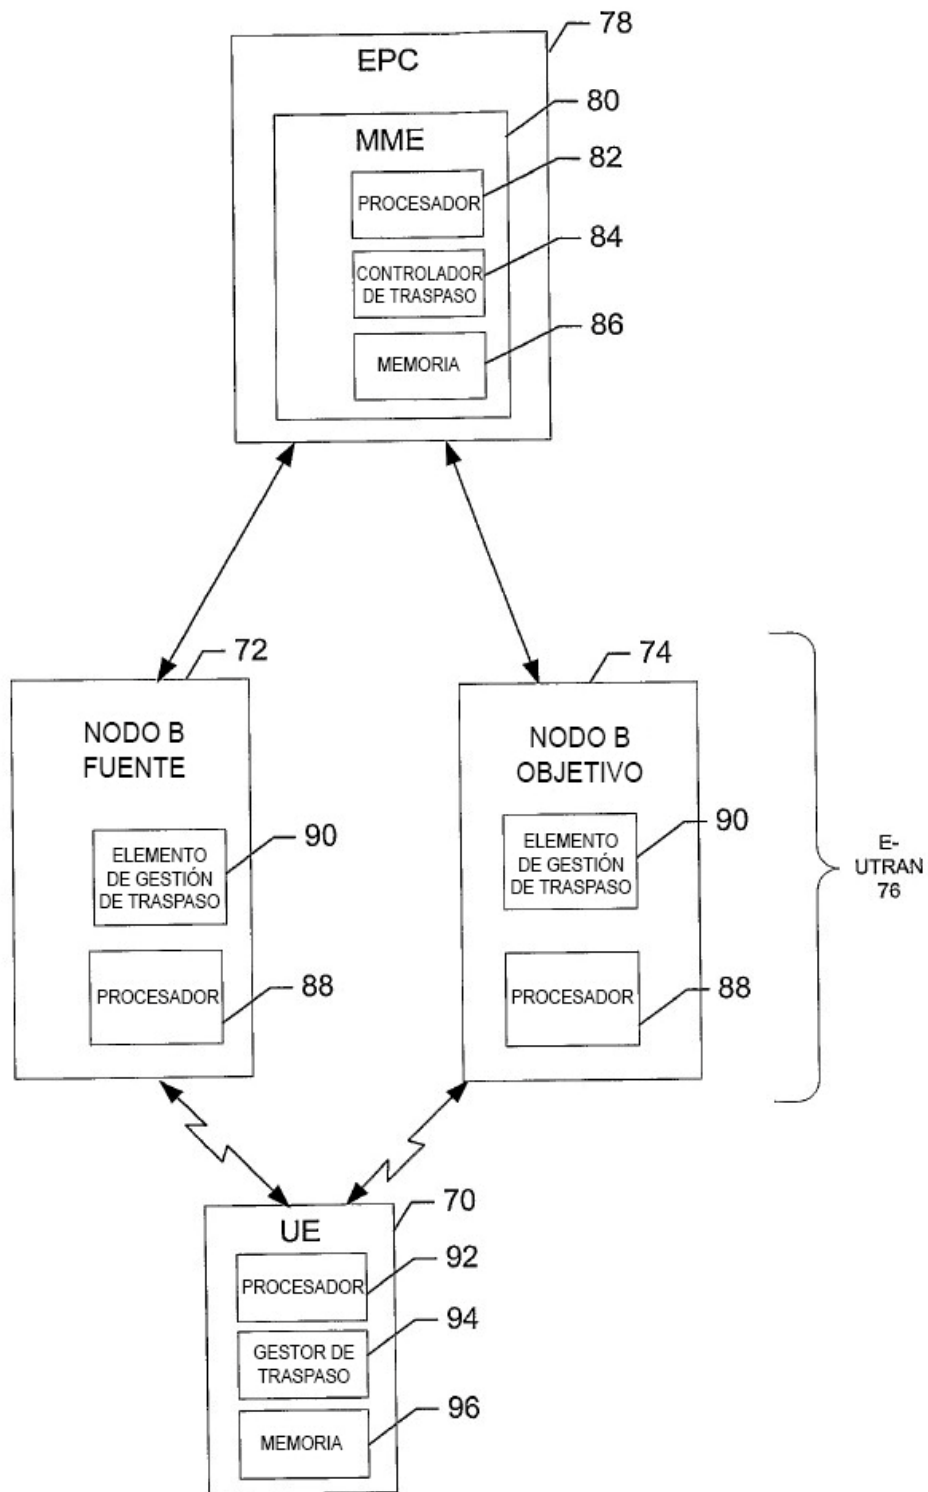 78
EPC
80
MME
82
PROCESADOR
84
CONTROLADOR
DE TRASPASO
86
MEMORIA
72
74
NODO B
FUENTE
NODO B
OBJETIVO
90
ELEMENTO
DE GESTIÓN
DE TRASPASO
90
ELEMENTO
DE GESTIÓN
DE TRASPASO
E-
UTRAN
76
88
PROCESADOR
88
PROCESADOR
70
UE
92
PROCESADOR
94
GESTOR DE
TRASPASO
96
MEMORIA